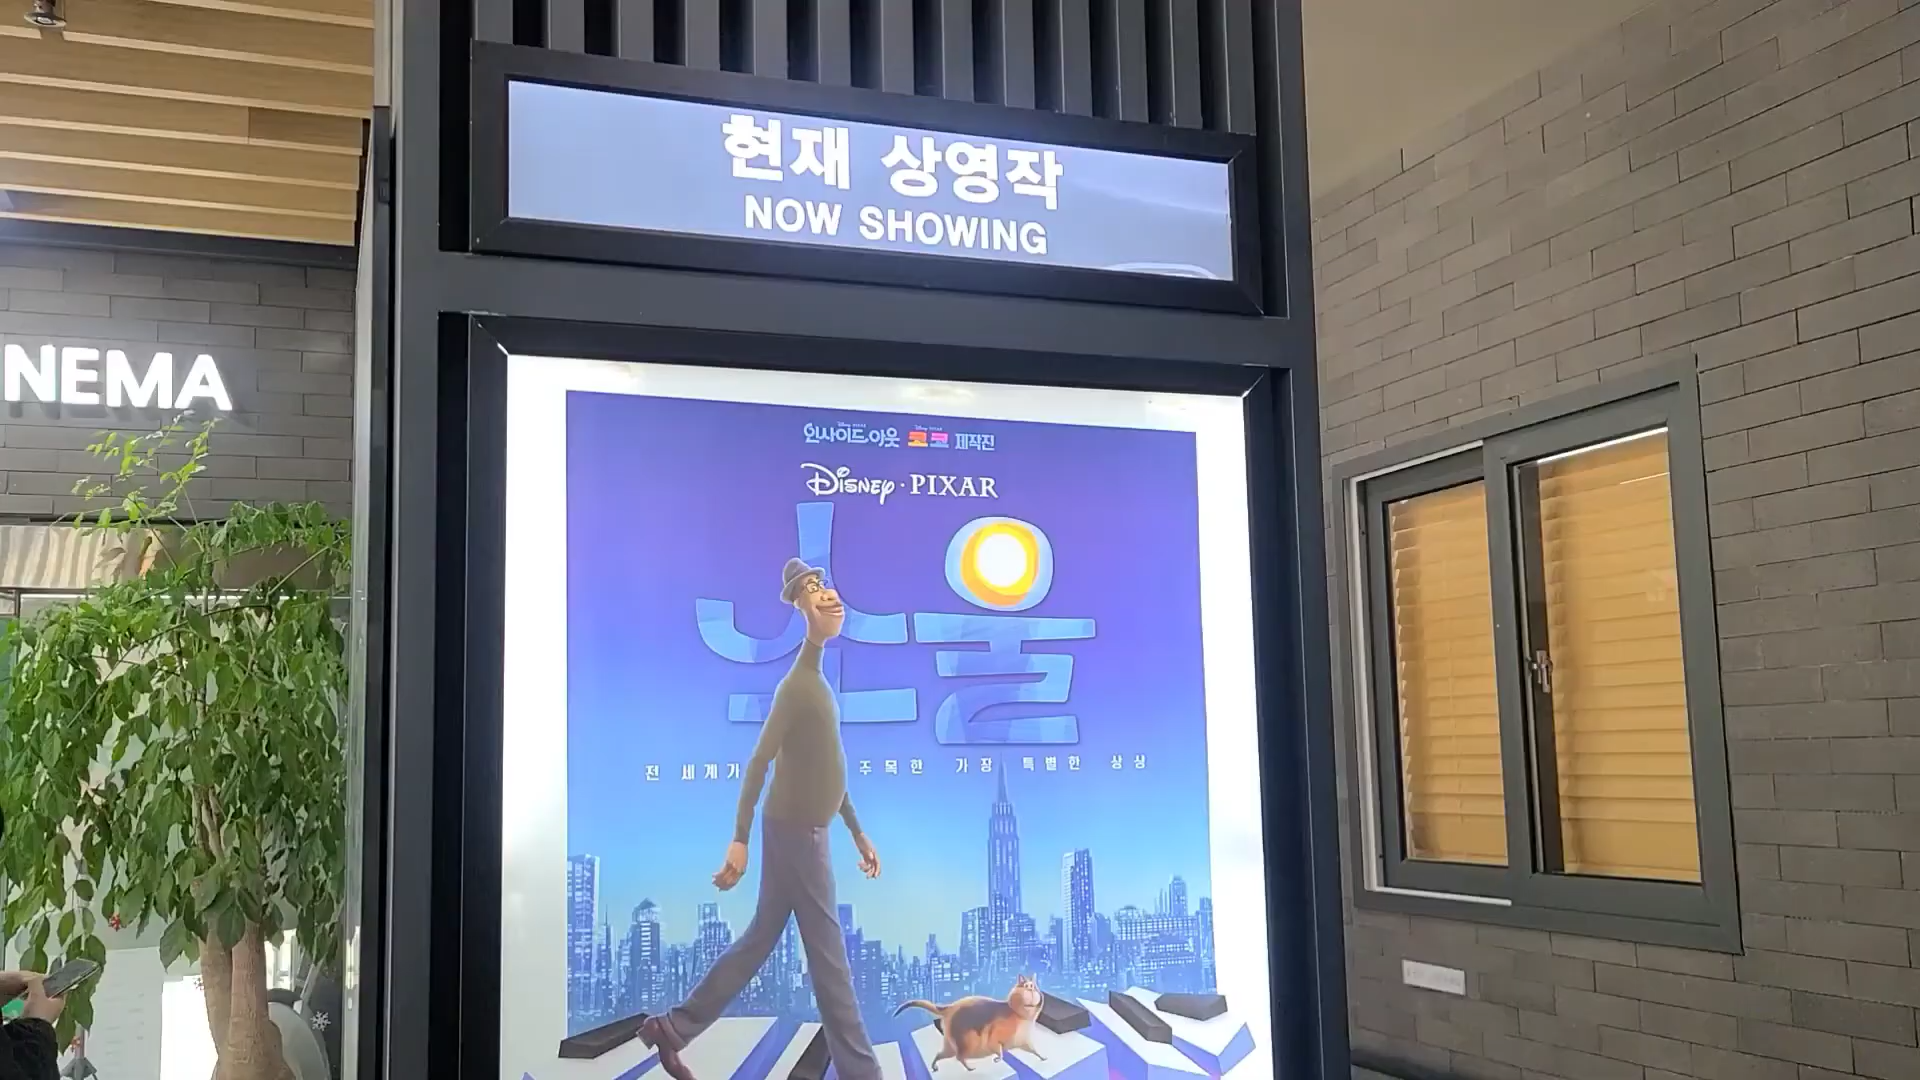 현재 상영작
NOW SHOWING
NEMA
인사이드 아웃 코코 제작진
Disney · PIXAR
소울
전 세계가 주목한 가장 특별한 상상